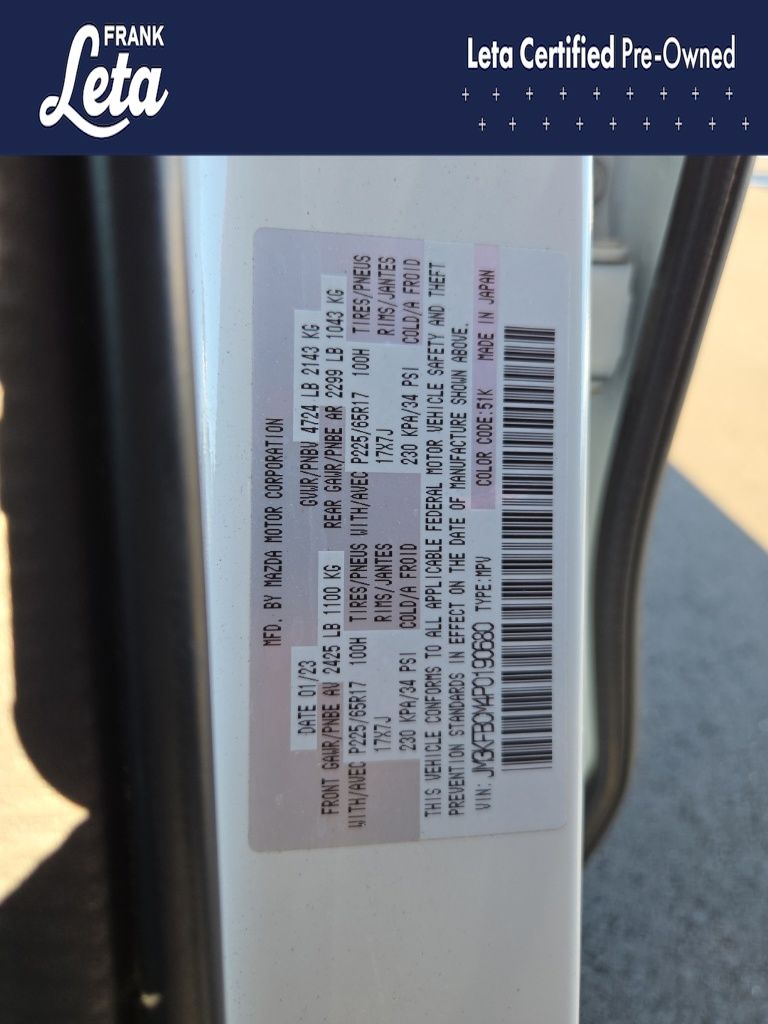 FRANK
Leta
Leta Certified Pre-Owned
MFD. BY MAZDA MOTOR CORPORATION
DATE 01/23 GVWR/PNBV 4724 LB 2143 KG
FRONT GAWR/PNBE AV 2425 LB 1100 KG REAR GAWR/PNBE AR 2299 LB 1043 KG
WITH/AVEC P225/65R17 100H TIRES/PNEUS WITH/AVEC P225/65R17 100H TIRES/PNEUS
17X7J RIMS/JANTES 17X7J RIMS/JANTES
230 KPA/34 PSI COLD/A FROID 230 KPA/34 PSI COLD/A FROID
THIS VEHICLE CONFORMS TO ALL APPLICABLE FEDERAL MOTOR VEHICLE SAFETY AND THEFT
PREVENTION STANDARDS IN EFFECT ON THE DATE OF MANUFACTURE SHOWN ABOVE.
VIN: JM3KFBCM4P0190680 TYPE:MPV COLOR CODE:51K MADE IN JAPAN